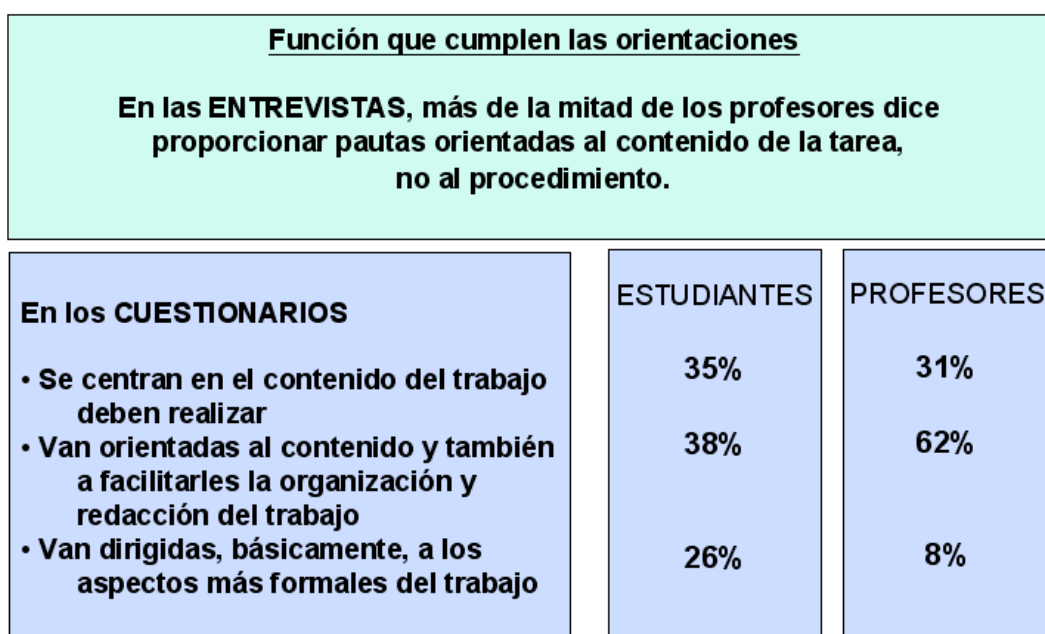 Función que cumplen las orientaciones
En las ENTREVISTAS, más de la mitad de los profesores dice
proporcionar pautas orientadas al contenido de la tarea,
no al procedimiento.
En los CUESTIONARIOS
• Se centran en el contenido del trabajo
deben realizar
• Van orientadas al contenido y también
a facilitarles la organización y
redacción del trabajo
• Van dirigidas, básicamente, a los
aspectos más formales del trabajo
ESTUDIANTES
35%
38%
26%
PROFESORES
31%
62%
8%